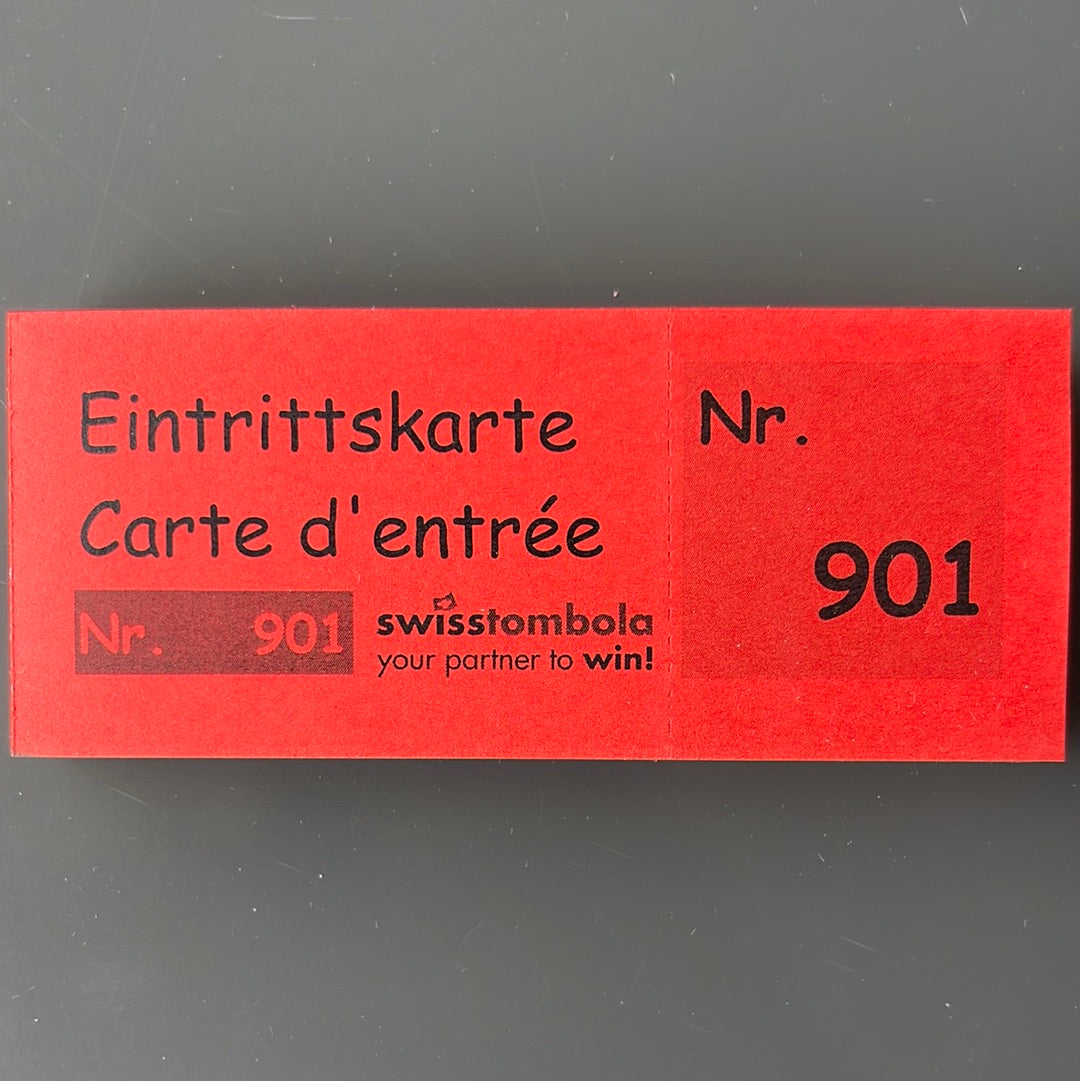 Eintrittskarte
Carte d'entrée
Nr. 901
swisstombola
your partner to win!
Nr.
901